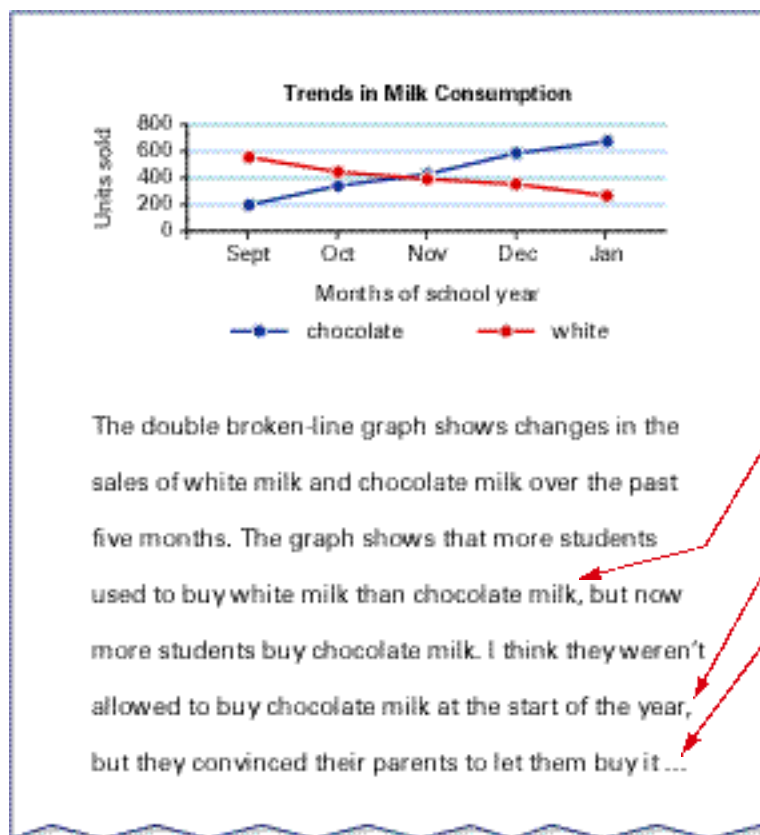 Trends in Milk Consumption
Units sold
800
600
400
200
0
Sept Oct Nov Dec Jan
Months of school year
chocolate white
The double broken-line graph shows changes in the
sales of white milk and chocolate milk over the past
five months. The graph shows that more students
used to buy white milk than chocolate milk, but now
more students buy chocolate milk. I think they weren't
allowed to buy chocolate milk at the start of the year,
but they convinced their parents to let them buy it ...